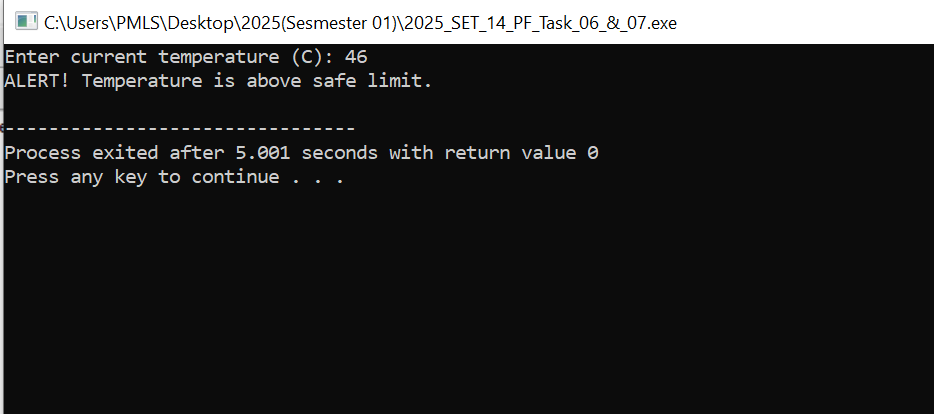 C:\Users\PMLS\Desktop\2025(Sesmester 01)\2025_SET_14_PF_Task_06_&_07.exe
Enter current temperature (C): 46
ALERT! Temperature is above safe limit.
--------------------------------
Process exited after 5.001 seconds with return value 0
Press any key to continue . . .